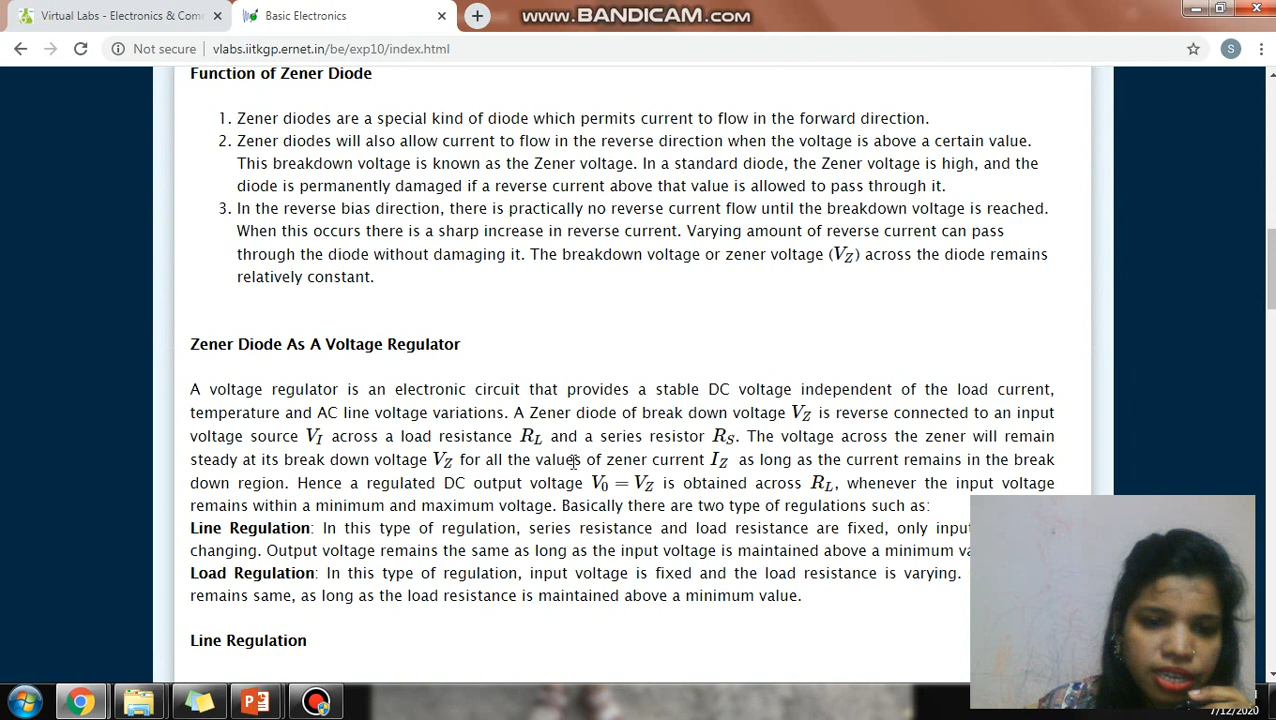 Virtual Labs - Electronics & Com
Basic Electronics
www.BANDICAM.com
Not secure
vlabs.iitkgp.ernet.in/be/exp10/index.html
S
Function of Zener Diode
1. Zener diodes are a special kind of diode which permits current to flow in the forward direction.
2. Zener diodes will also allow current to flow in the reverse direction when the voltage is above a certain value.
This breakdown voltage is known as the Zener voltage. In a standard diode, the Zener voltage is high, and the
diode is permanently damaged if a reverse current above that value is allowed to pass through it.
3. In the reverse bias direction, there is practically no reverse current flow until the breakdown voltage is reached.
When this occurs there is a sharp increase in reverse current. Varying amount of reverse current can pass
through the diode without damaging it. The breakdown voltage or zener voltage (V_Z) across the diode remains
relatively constant.
Zener Diode As A Voltage Regulator
A voltage regulator is an electronic circuit that provides a stable DC voltage independent of the load current,
temperature and AC line voltage variations. A Zener diode of break down voltage V_Z is reverse connected to an input
voltage source V_I across a load resistance R_L and a series resistor R_S. The voltage across the zener will remain
steady at its break down voltage V_Z for all the values of zener current I_Z as long as the current remains in the break
down region. Hence a regulated DC output voltage V_0 = V_Z is obtained across R_L, whenever the input voltage
remains within a minimum and maximum voltage. Basically there are two type of regulations such as:
Line Regulation: In this type of regulation, series resistance and load resistance are fixed, only input
changing. Output voltage remains the same as long as the input voltage is maintained above a minimum
Load Regulation: In this type of regulation, input voltage is fixed and the load resistance is varying.
remains same, as long as the load resistance is maintained above a minimum value.
Line Regulation
7/12/2020